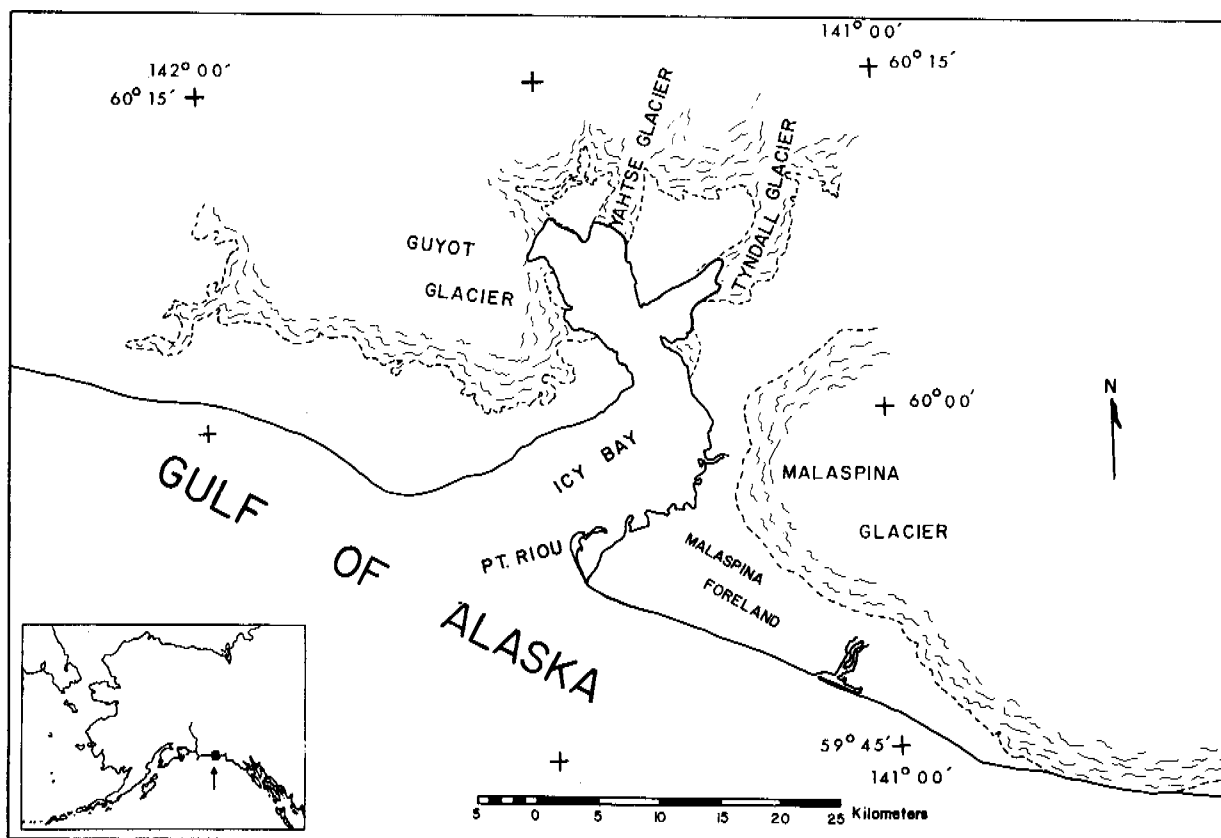 141° 00′
60° 15′
142° 00′
60° 15′
YAHTSE GLACIER
TYNDALL GLACIER
GUYOT
GLACIER
N
60° 00′
ICY BAY
MALASPINA
GLACIER
GULF
OF
ALASKA
PT. RIOU
MALASPINA
FORELAND
59° 45′
141° 00′
5 0 5 10 15 20 25 Kilometers